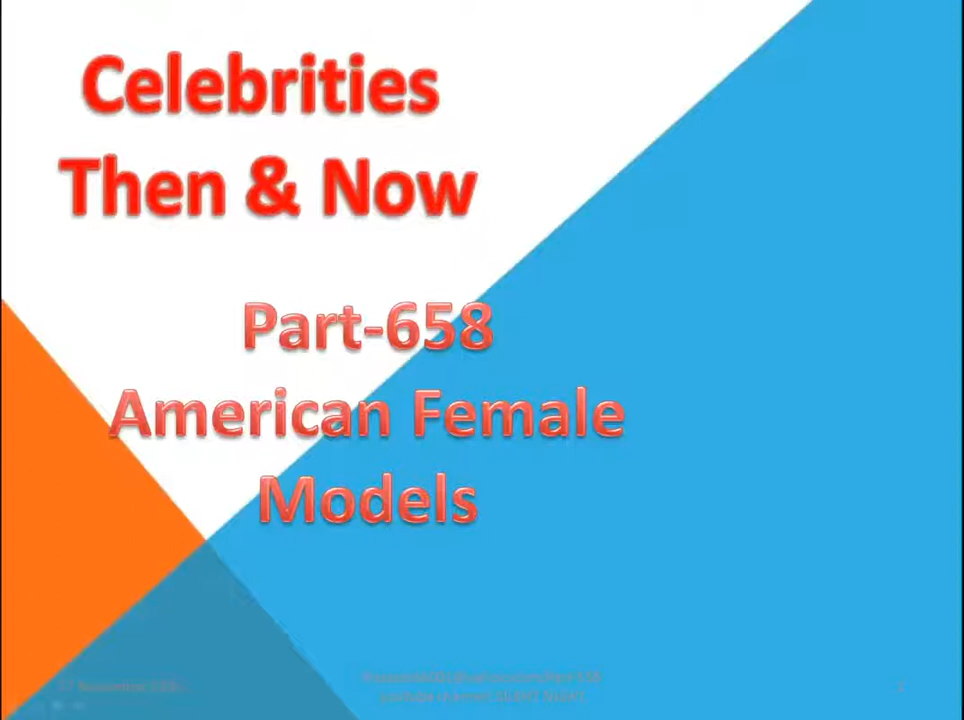 Celebrities
Then & Now
Part-658
American Female
Models